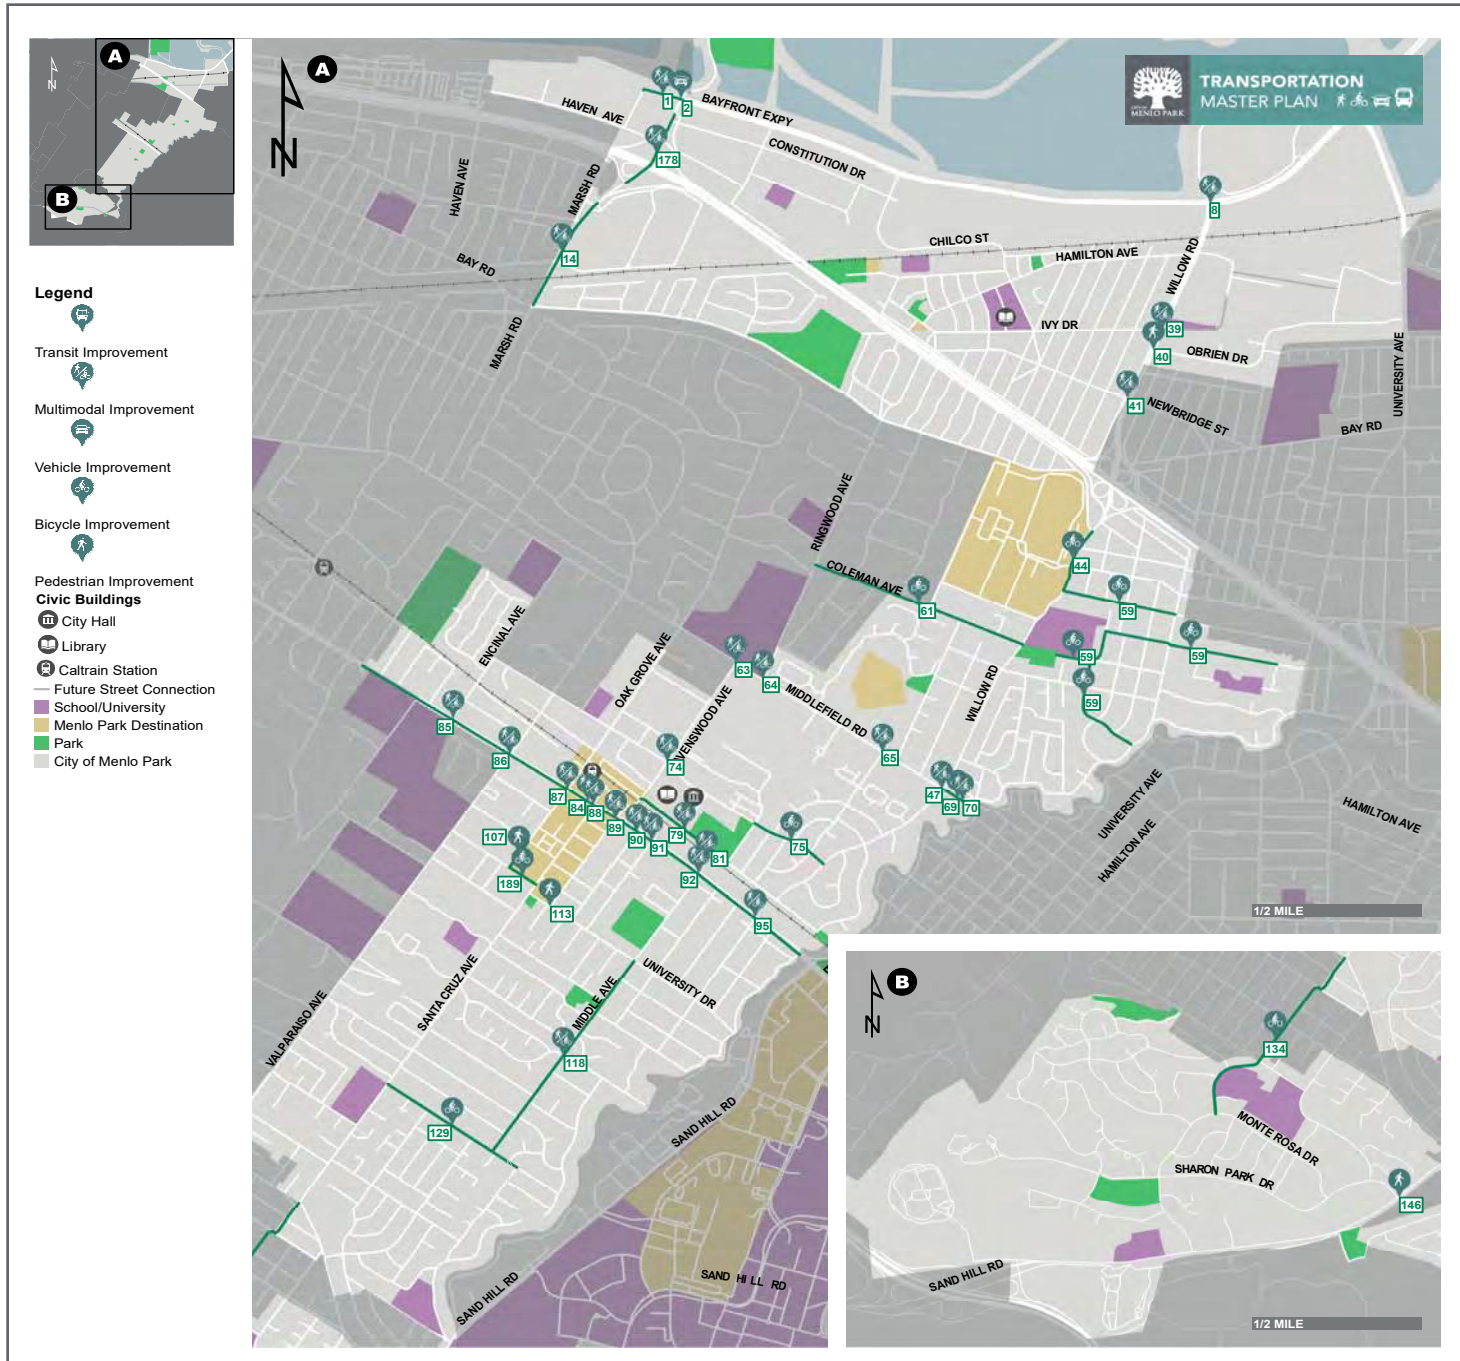 A
B
N
A
N
TRANSPORTATION
MASTER PLAN
CITY OF
MENLO PARK
Legend
Transit Improvement
Multimodal Improvement
Vehicle Improvement
Bicycle Improvement
Pedestrian Improvement
Civic Buildings
City Hall
Library
Caltrain Station
Future Street Connection
School/University
Menlo Park Destination
Park
City of Menlo Park
HAVEN AVE
1
2
BAYFRONT EXPY
CONSTITUTION DR
178
HAVEN AVE
MARSH RD
8
14
BAY RD
CHILCO ST
HAMILTON AVE
WILLOW RD
MARSH RD
IVY DR
39
40
OBRIEN DR
UNIVERSITY AVE
41
NEWBRIDGE ST
BAY RD
RINGWOOD AVE
COLEMAN AVE
44
61
59
59
59
59
ENCINAL AVE
OAK GROVE AVE
63
64
VENSWOOD AVE
MIDDLEFIELD RD
WILLOW RD
65
85
86
74
87
84
88
89
90
91
79
81
92
75
47
69
70
UNIVERSITY AVE
HAMILTON AVE
HAMILTON AVE
107
189
113
95
1/2 MILE
SANTA CRUZ AVE
UNIVERSITY DR
MIDDLE AVE
VALPARAISO AVE
118
129
SAND HILL RD
SAND HILL RD
SAND HILL RD
B
N
134
MONTE ROSA DR
SHARON PARK DR
146
SAND HILL RD
1/2 MILE